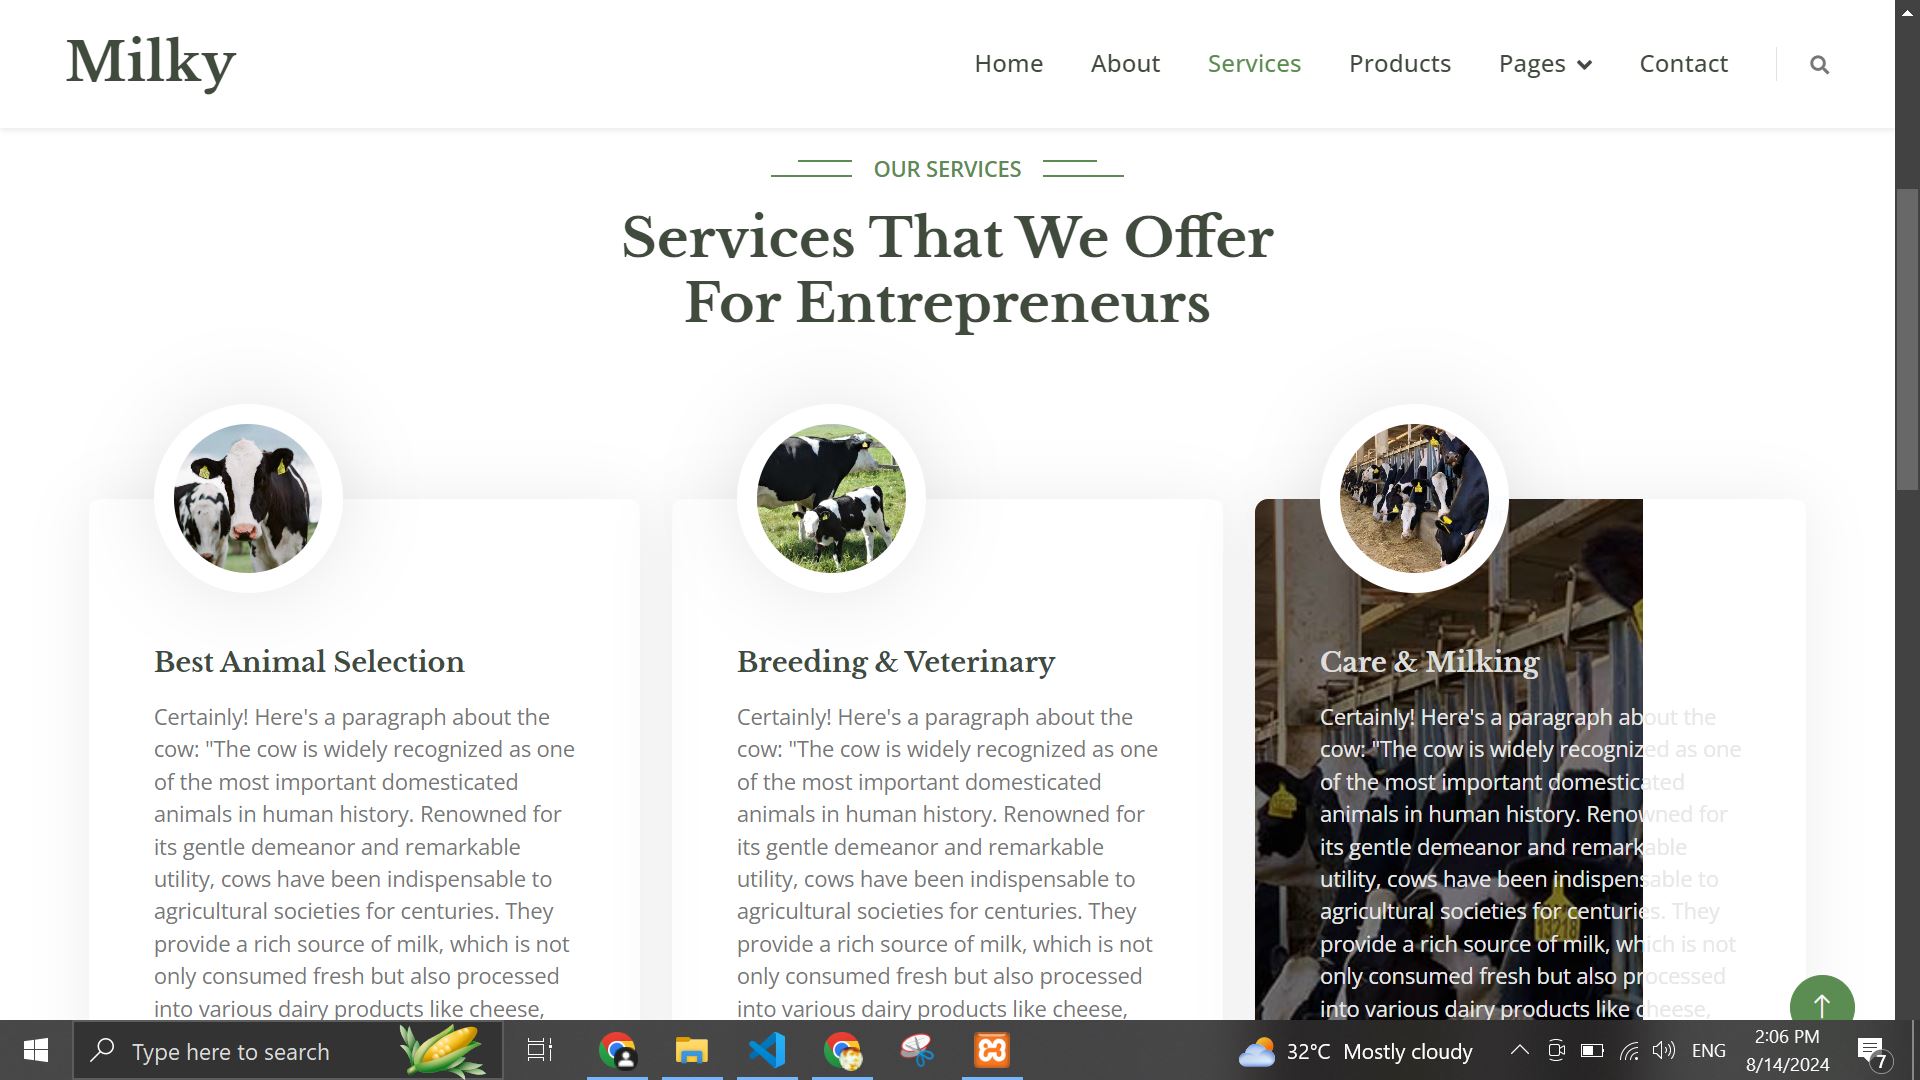 Milky
Home About Services Products Pages Contact
OUR SERVICES
Services That We Offer
For Entrepreneurs
Best Animal Selection
Certainly! Here's a paragraph about the
cow: "The cow is widely recognized as one
of the most important domesticated
animals in human history. Renowned for
its gentle demeanor and remarkable
utility, cows have been indispensable to
agricultural societies for centuries. They
provide a rich source of milk, which is not
only consumed fresh but also processed
into various dairy products like cheese,
Breeding & Veterinary
Certainly! Here's a paragraph about the
cow: "The cow is widely recognized as one
of the most important domesticated
animals in human history. Renowned for
its gentle demeanor and remarkable
utility, cows have been indispensable to
agricultural societies for centuries. They
provide a rich source of milk, which is not
only consumed fresh but also processed
into various dairy products like cheese,
Care & Milking
Certainly! Here's a paragraph about the
cow: "The cow is widely recognized as one
of the most important domesticated
animals in human history. Renowned for
its gentle demeanor and remarkable
utility, cows have been indispensable to
agricultural societies for centuries. They
provide a rich source of milk, which is not
only consumed fresh but also processed
into various dairy products like cheese,
Type here to search
32°C Mostly cloudy
ENG
2:06 PM
8/14/2024
7